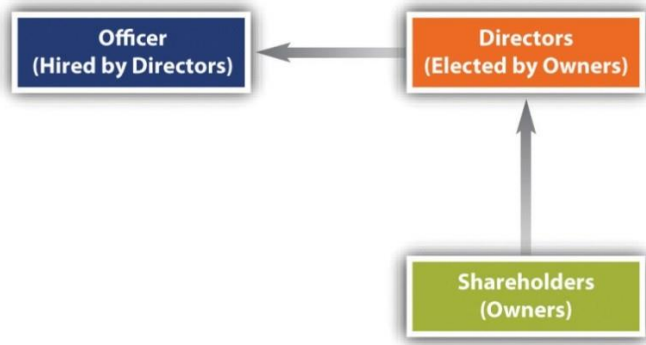 Officer
(Hired by Directors)
Directors
(Elected by Owners)
Shareholders
(Owners)